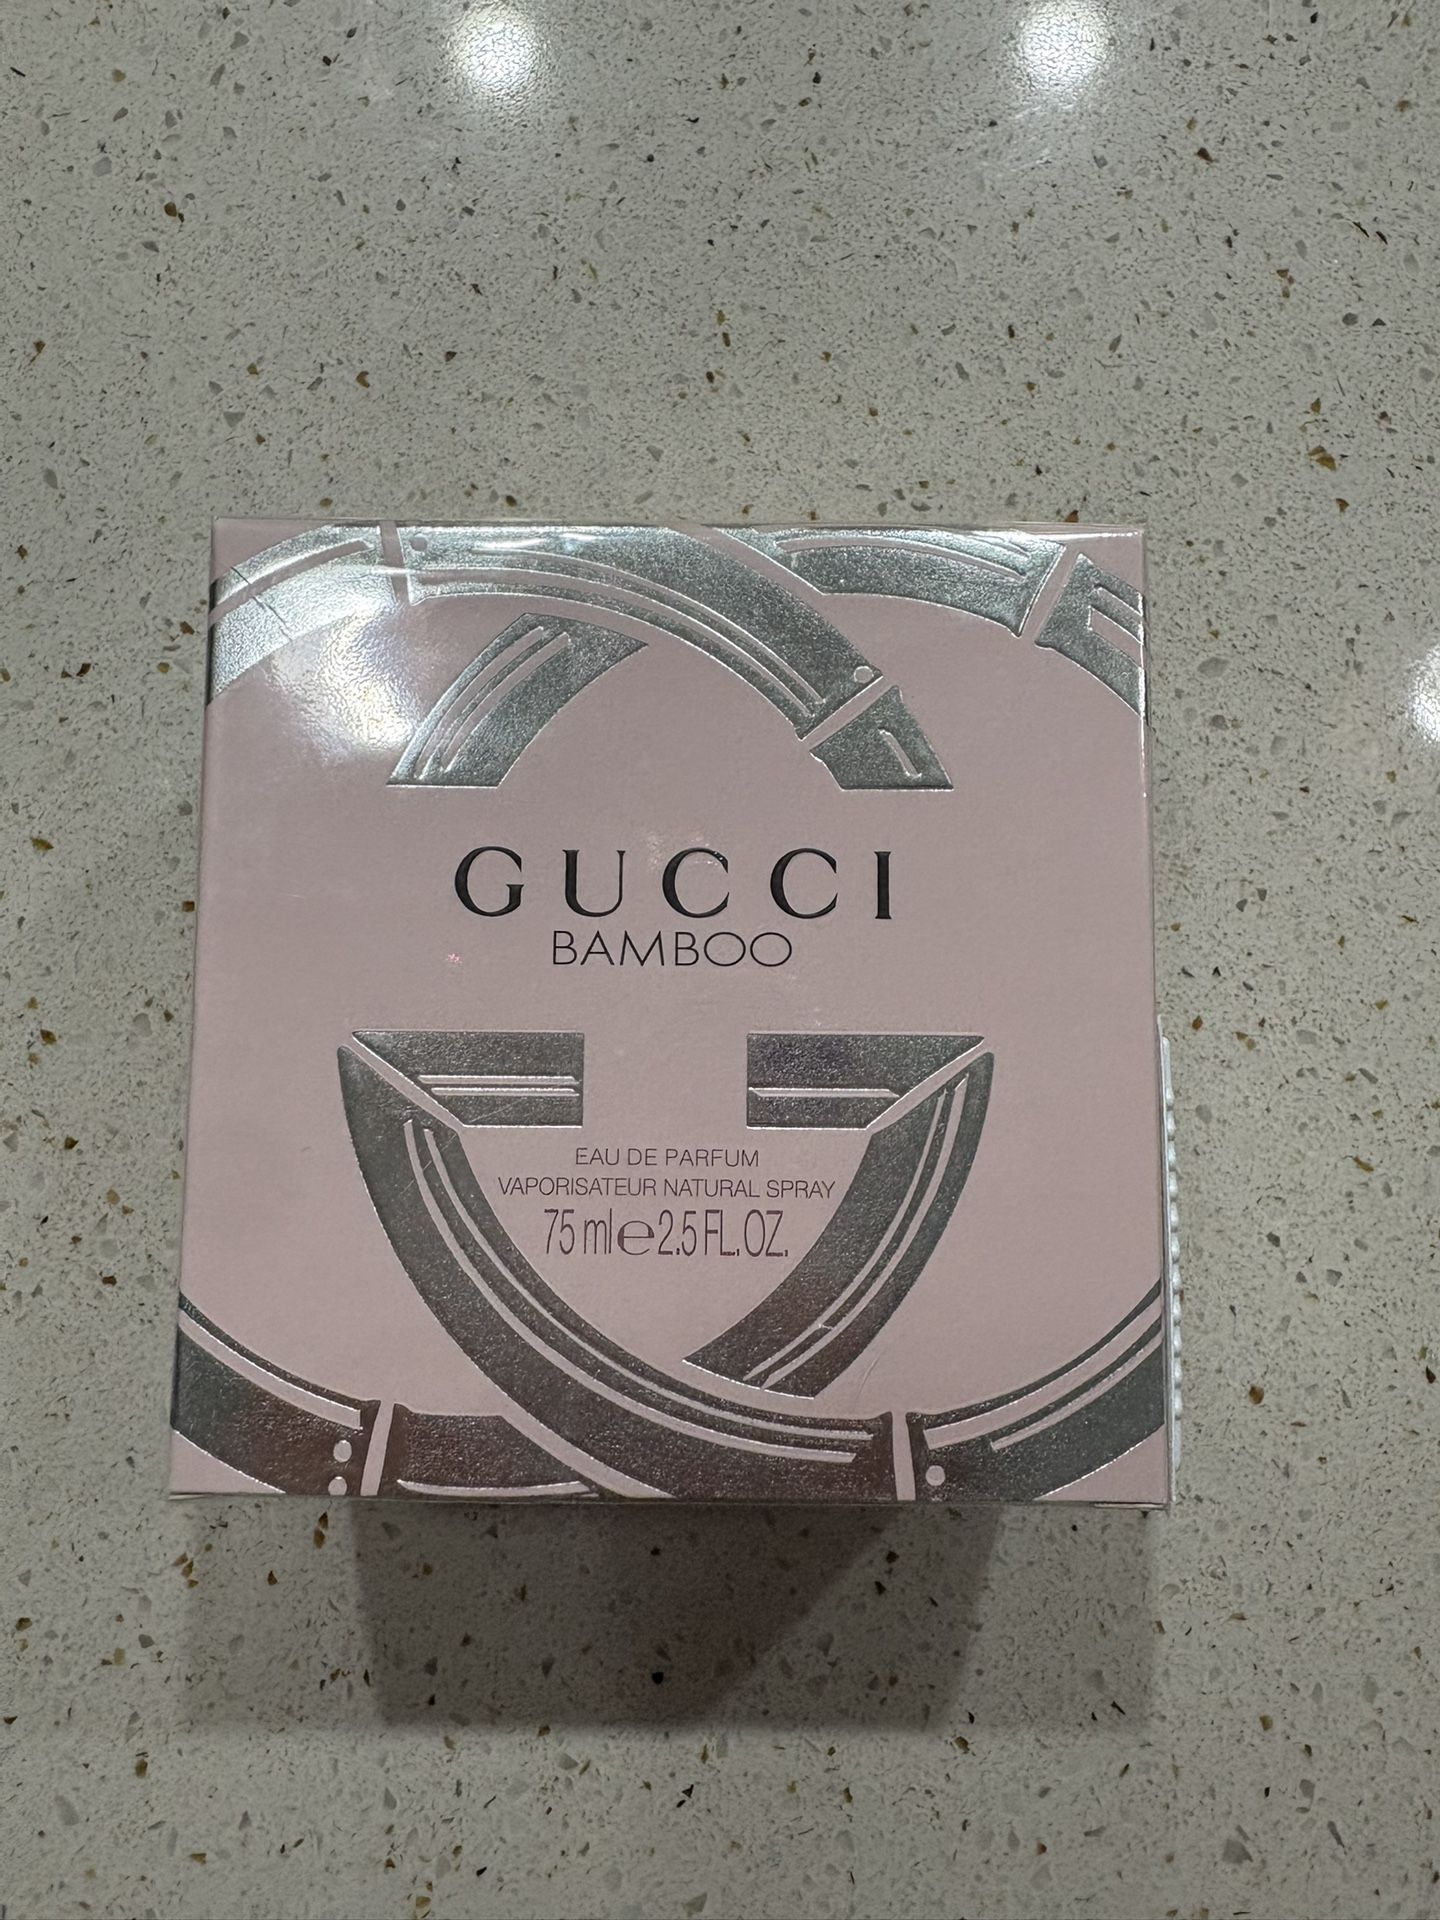 GUCCI
BAMBOO
EAU DE PARFUM
VAPORISATEUR NATURAL SPRAY
75 ml e 2.5 FL. OZ.